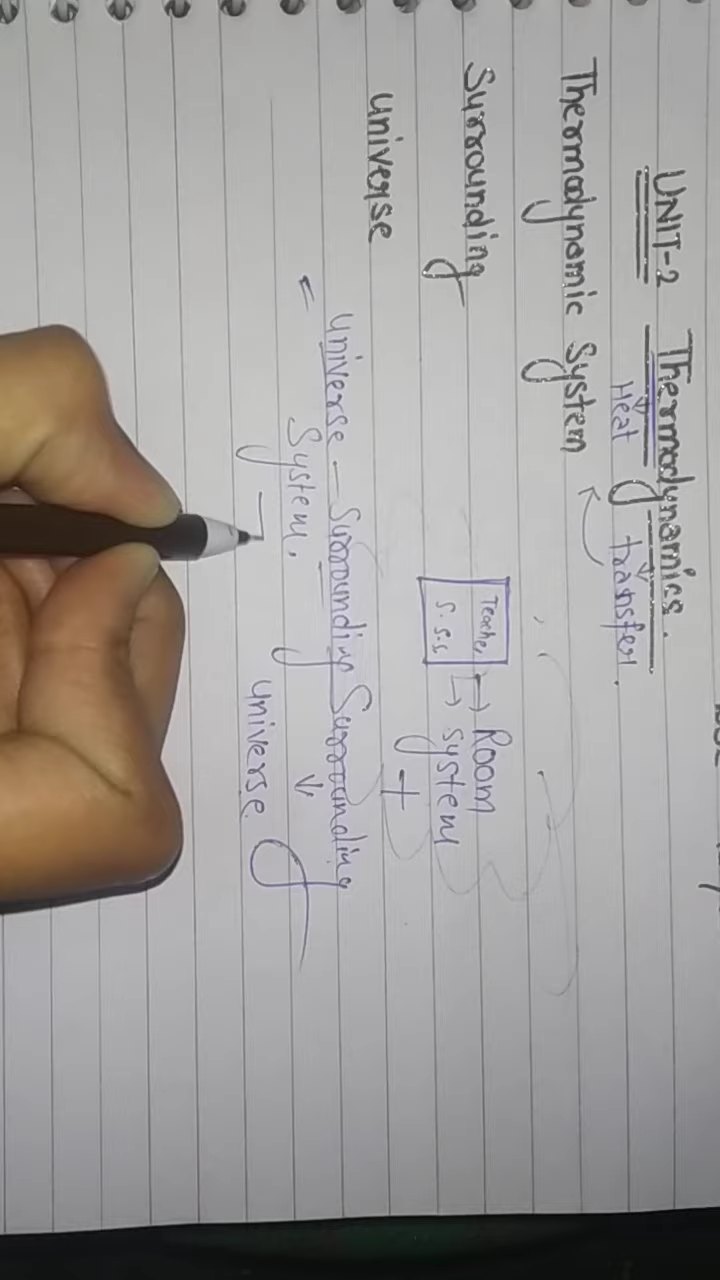 UNIT-2 Thermodynamics.
Heat transfer.
Thermodynamic System
Surrounding
Teacher
S. S.S
→ Room
→ System
+
Surrounding
↓
universe
universe
universe - Surrounding
= System.